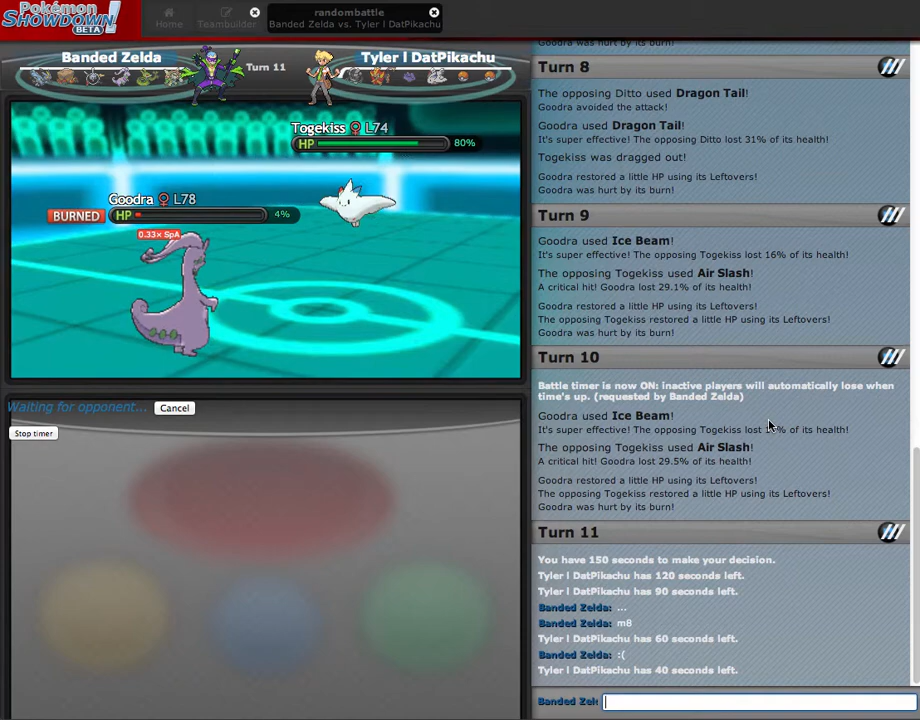 Pokémon
SHOWDOWN!
BETA
Home
Teambuilder
randombattle
Banded Zelda vs. Tyler l DatPikachu
Banded Zelda
Turn 11
Tyler l DatPikachu
Togekiss ♀ L74
HP 80%
Goodra ♀ L78
BURNED HP 4%
0.33× SpA
Waiting for opponent... Cancel
Stop timer
Goodra was hurt by its burn!
Turn 8
The opposing Ditto used Dragon Tail!
Goodra avoided the attack!
Goodra used Dragon Tail!
It's super effective! The opposing Ditto lost 31% of its health!
Togekiss was dragged out!
Goodra restored a little HP using its Leftovers!
Goodra was hurt by its burn!
Turn 9
Goodra used Ice Beam!
It's super effective! The opposing Togekiss lost 16% of its health!
The opposing Togekiss used Air Slash!
A critical hit! Goodra lost 29.1% of its health!
Goodra restored a little HP using its Leftovers!
The opposing Togekiss restored a little HP using its Leftovers!
Goodra was hurt by its burn!
Turn 10
Battle timer is now ON: inactive players will automatically lose when
time's up. (requested by Banded Zelda)
Goodra used Ice Beam!
It's super effective! The opposing Togekiss lost of its health!
The opposing Togekiss used Air Slash!
A critical hit! Goodra lost 29.5% of its health!
Goodra restored a little HP using its Leftovers!
The opposing Togekiss restored a little HP using its Leftovers!
Goodra was hurt by its burn!
Turn 11
You have 150 seconds to make your decision.
Tyler l DatPikachu has 120 seconds left.
Tyler l DatPikachu has 90 seconds left.
Banded Zelda: ...
Banded Zelda: m8
Tyler l DatPikachu has 60 seconds left.
Banded Zelda: :(
Tyler l DatPikachu has 40 seconds left.
Banded Zel